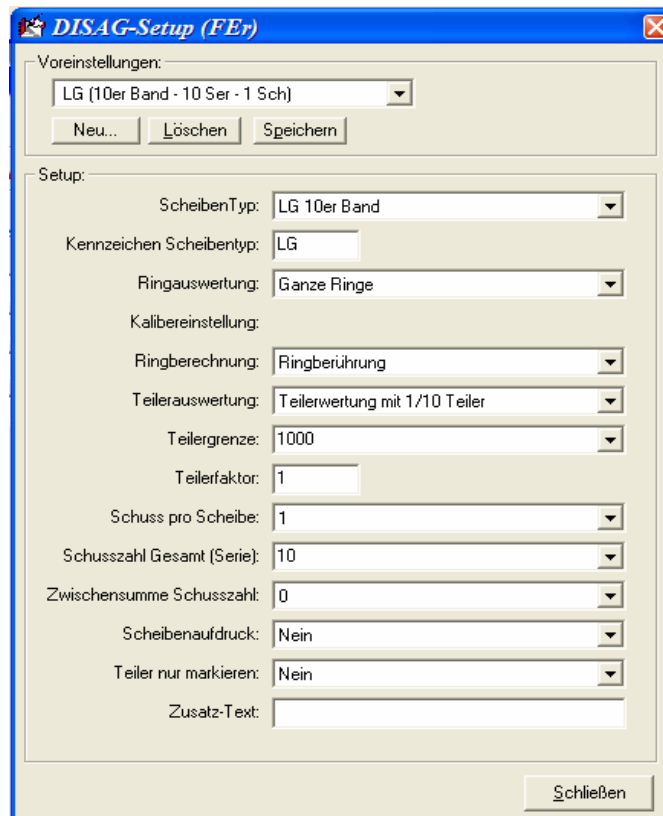 DISAG-Setup (FEr)
Voreinstellungen:
LG (10er Band - 10 Ser - 1 Sch)
Neu... Löschen Speichern
Setup:
ScheibenTyp: LG 10er Band
Kennzeichen Scheibentyp: LG
Ringauswertung: Ganze Ringe
Kalibereinstellung:
Ringberechnung: Ringberührung
Teilerauswertung: Teilerwertung mit 1/10 Teiler
Teilergrenze: 1000
Teilerfaktor: 1
Schuss pro Scheibe: 1
Schusszahl Gesamt (Serie): 10
Zwischensumme Schusszahl: 0
Scheibenaufdruck: Nein
Teiler nur markieren: Nein
Zusatz-Text:
Schließen